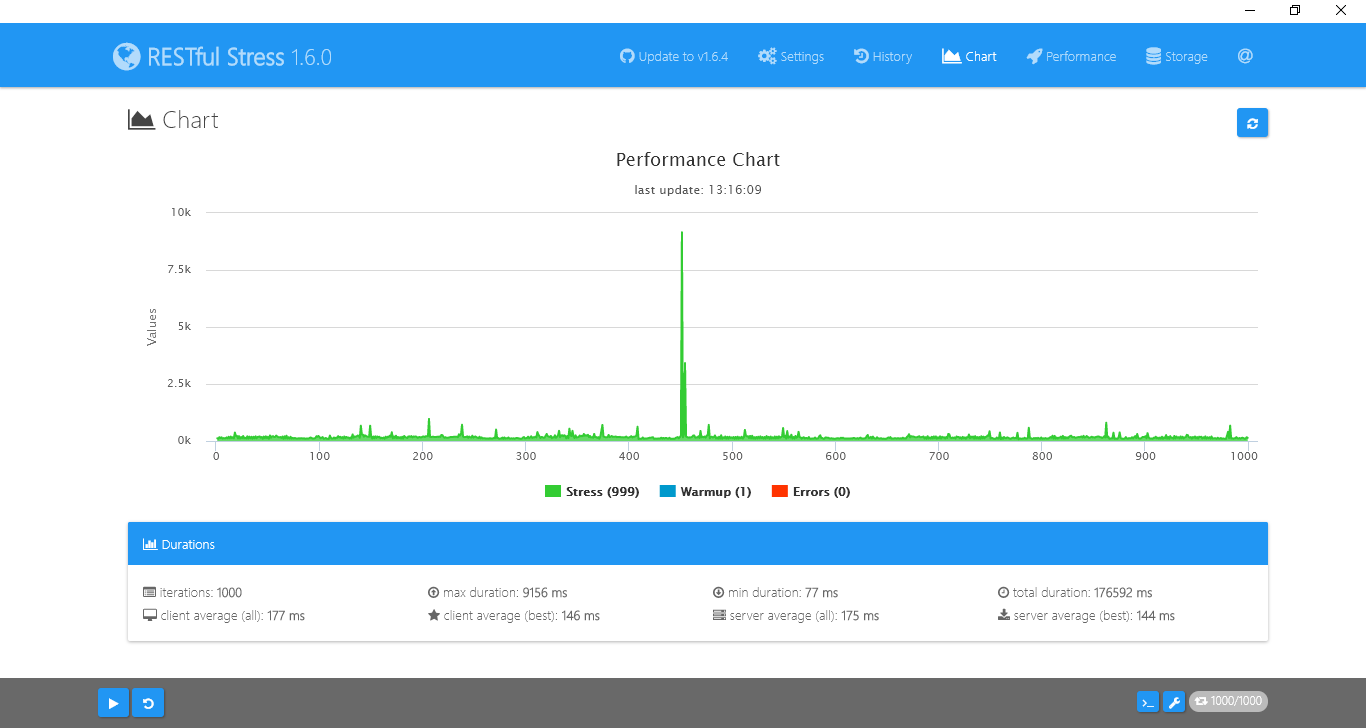 RESTful Stress 1.6.0
Update to v1.6.4 Settings History Chart Performance Storage @
Chart
Performance Chart
last update: 13:16:09
10k
7.5k
5k
2.5k
0k
Values
0 100 200 300 400 500 600 700 800 900 1000
Stress (999) Warmup (1) Errors (0)
Durations
iterations: 1000 max duration: 9156 ms min duration: 77 ms total duration: 176592 ms
client average (all): 177 ms client average (best): 146 ms server average (all): 175 ms server average (best): 144 ms
1000/1000